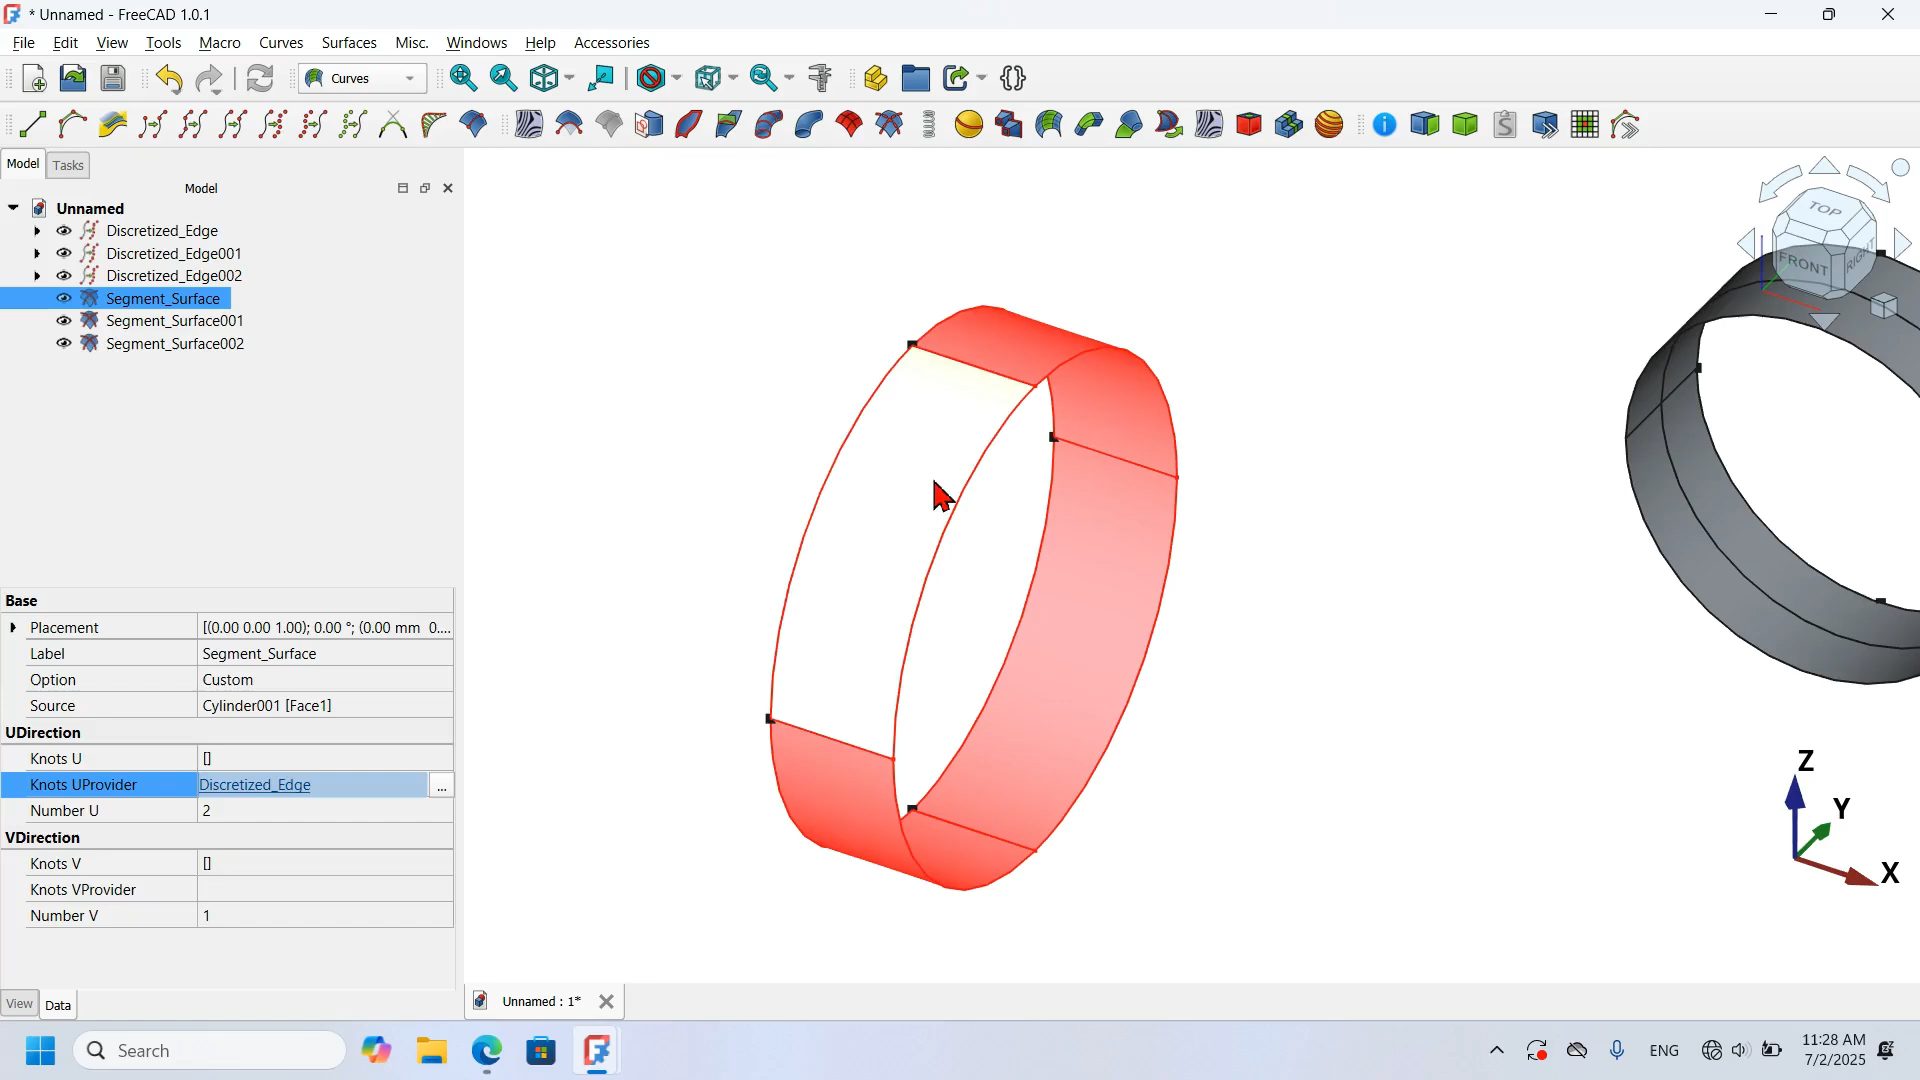 * Unnamed - FreeCAD 1.0.1
File Edit View Tools Macro Curves Surfaces Misc. Windows Help Accessories
Curves
Model Tasks
Model
Unnamed
Discretized_Edge
Discretized_Edge001
Discretized_Edge002
Segment_Surface
Segment_Surface001
Segment_Surface002
TOP
FRONT
RIGHT
Base
Placement [(0.00 0.00 1.00); 0.00 °; (0.00 mm 0....
Label Segment_Surface
Option Custom
Source Cylinder001 [Face1]
UDirection
Knots U []
Knots UProvider Discretized_Edge ...
Number U 2
VDirection
Knots V []
Knots VProvider
Number V 1
Z
Y
X
View Data
Unnamed : 1*
Search
ENG
11:28 AM
7/2/2025